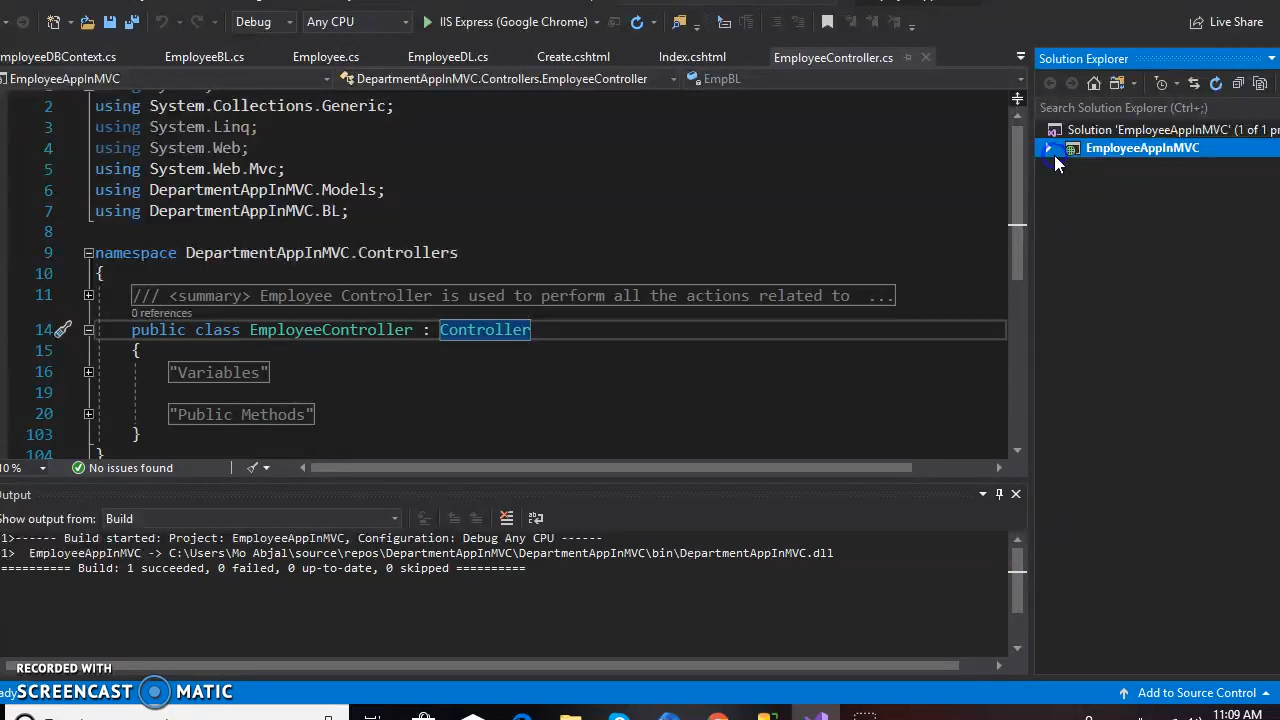 Debug
Any CPU
IIS Express (Google Chrome)
Live Share
mployeeDBContext.cs
EmployeeBL.cs
Employee.cs
EmployeeDL.cs
Create.cshtml
Index.cshtml
EmployeeController.cs
EmployeeAppInMVC
DepartmentAppInMVC.Controllers.EmployeeController
EmpBL
2 using System.Collections.Generic;
3 using System.Linq;
4 using System.Web;
5 using System.Web.Mvc;
6 using DepartmentAppInMVC.Models;
7 using DepartmentAppInMVC.BL;
8
9 namespace DepartmentAppInMVC.Controllers
10 {
11 /// <summary> Employee Controller is used to perform all the actions related to ...
0 references
14 public class EmployeeController : Controller
15 {
16 "Variables"
19
20 "Public Methods"
103 }
104 }
0 %
No issues found
Solution Explorer
Search Solution Explorer (Ctrl+;)
Solution 'EmployeeAppInMVC' (1 of 1 pr
EmployeeAppInMVC
Output
Show output from:
Build
1>------ Build started: Project: EmployeeAppInMVC, Configuration: Debug Any CPU ------
1> EmployeeAppInMVC -> C:\Users\Mo Abjal\source\repos\DepartmentAppInMVC\DepartmentAppInMVC\bin\DepartmentAppInMVC.dll
========== Build: 1 succeeded, 0 failed, 0 up-to-date, 0 skipped ==========
RECORDED WITH
SCREENCAST MATIC
Add to Source Control
11:09 AM